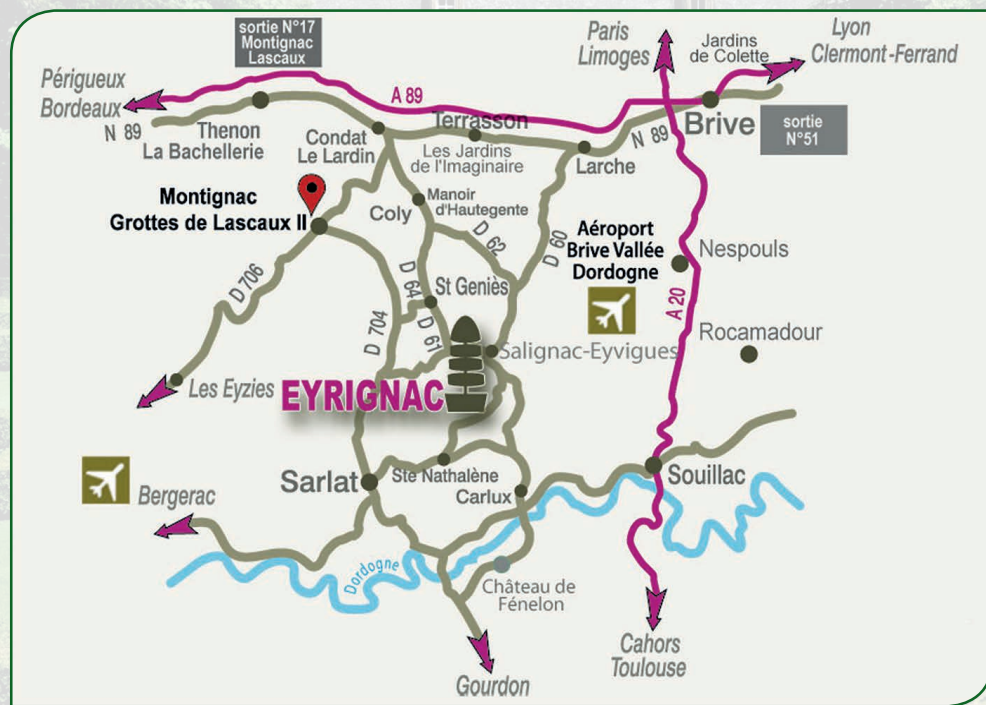 sortie N°17
Montignac
Lascaux
Paris
Limoges
Jardins
de Colette
Lyon
Clermont-Ferrand
Périgueux
Bordeaux
A 89
N 89
Thenon
La Bachellerie
Condat
Le Lardin
Terrasson
Les Jardins
de l'Imaginaire
Larche
N 89
Brive
sortie
N°51
Montignac
Grottes de Lascaux II
Coly
Manoir
d'Hautegente
D 62
D 60
Aéroport
Brive Vallée
Dordogne
Nespouls
D 706
D 704
D 64
St Geniès
D 61
A 20
Rocamadour
Salignac-Eyvigues
Les Eyzies
EYRIGNAC
Sarlat
Ste Nathalène
Carlux
Souillac
Bergerac
Dordogne
Château de
Fénelon
Cahors
Toulouse
Gourdon